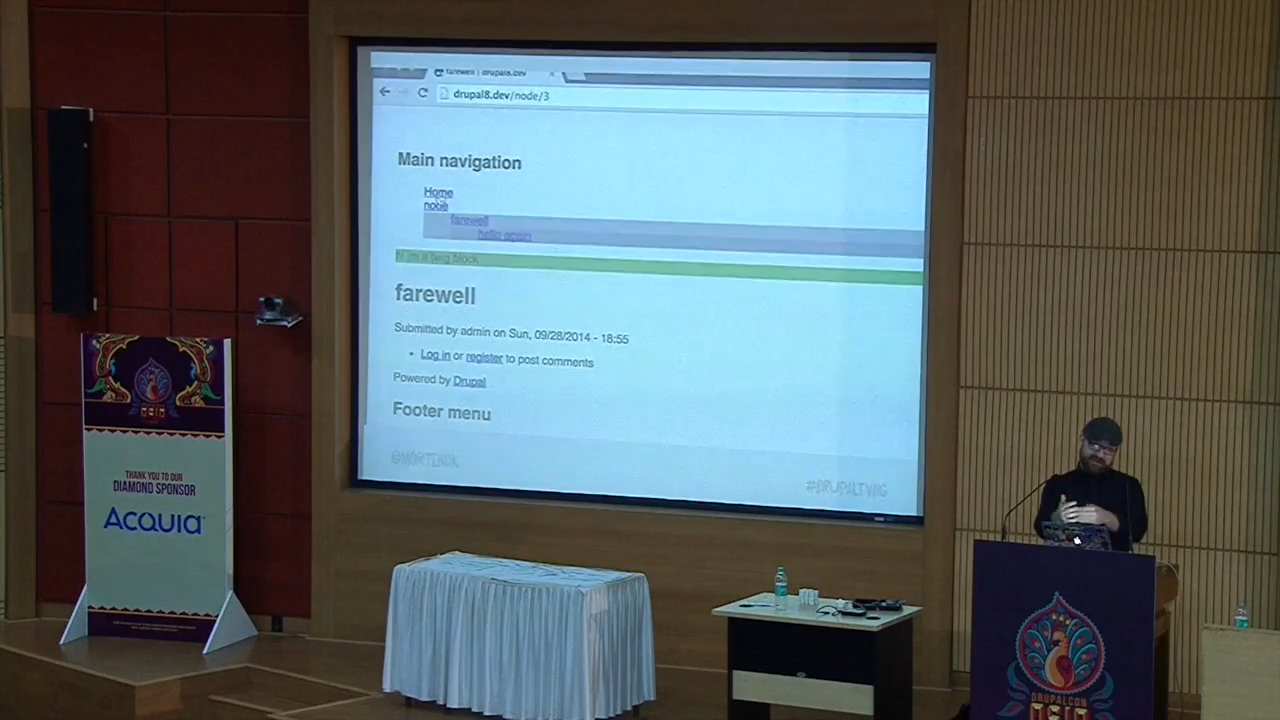 farewell | drupal8.dev
drupal8.dev/node/3
Main navigation
Home
node
farewell
hello again
hi im a twig block
farewell
Submitted by admin on Sun, 09/28/2014 - 18:55
Log in or register to post comments
Powered by Drupal
Footer menu
@MORTENDK
#DRUPALTWIG
THANK YOU TO OUR
DIAMOND SPONSOR
ACQUIA
DRUPALCON